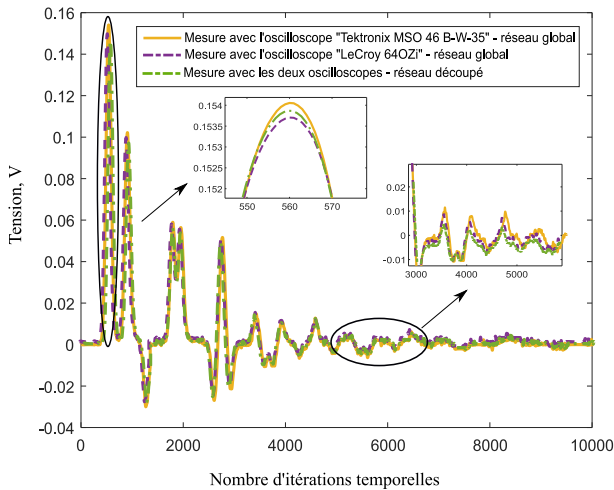 0.16
0.14
0.12
0.1
0.08
0.06
0.04
0.02
0
-0.02
-0.04
Tension, V
Mesure avec l'oscilloscope "Tektronix MSO 46 B-W-35" - réseau global
Mesure avec l'oscilloscope "LeCroy 64OZi" - réseau global
Mesure avec les deux oscilloscopes - réseau découpé
0.154
0.1535
0.153
0.1525
0.152
550 560 570
0.02
0.01
0
-0.01
3000 4000 5000
0 2000 4000 6000 8000 10000
Nombre d'itérations temporelles